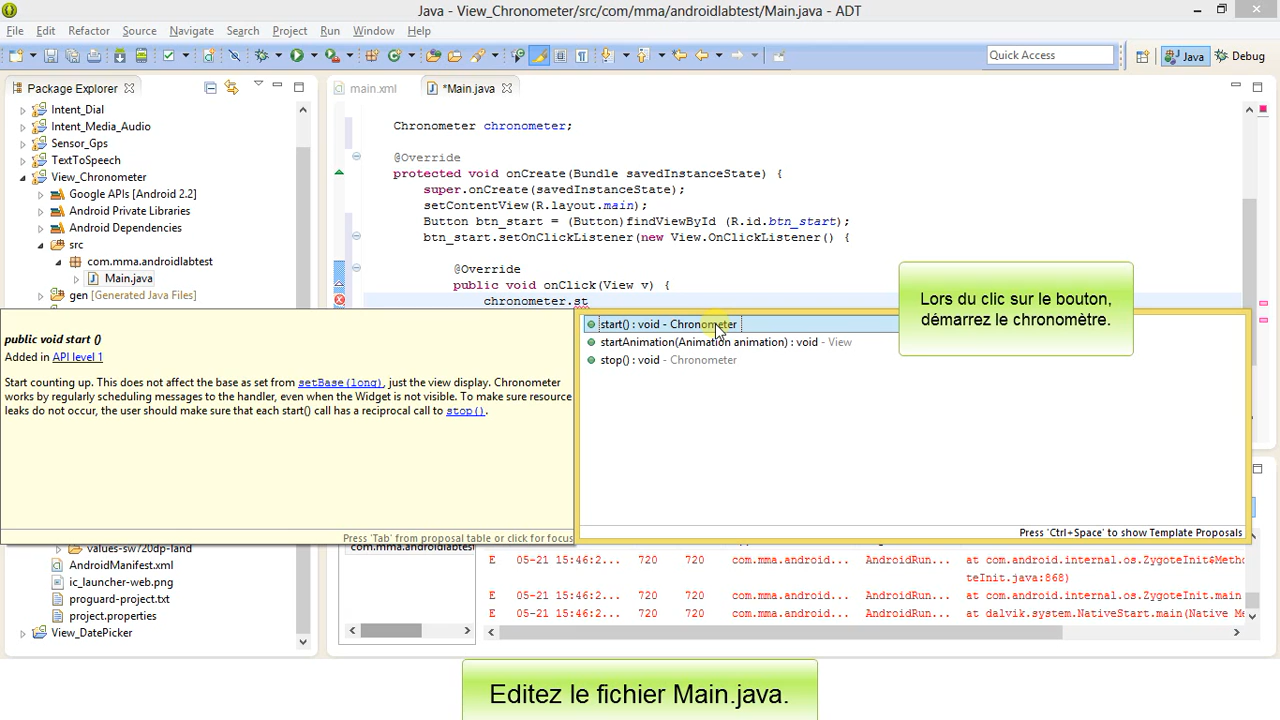 Java - View_Chronometer/src/com/mma/androidlabtest/Main.java - ADT
File Edit Refactor Source Navigate Search Project Run Window Help
Quick Access
Java
Debug
Package Explorer
main.xml
*Main.java
Intent_Dial
Intent_Media_Audio
Sensor_Gps
TextToSpeech
View_Chronometer
Google APIs [Android 2.2]
Android Private Libraries
Android Dependencies
src
com.mma.androidlabtest
Main.java
gen [Generated Java Files]
Chronometer chronometer;
@Override
protected void onCreate(Bundle savedInstanceState) {
super.onCreate(savedInstanceState);
setContentView(R.layout.main);
Button btn_start = (Button)findViewById (R.id.btn_start);
btn_start.setOnClickListener(new View.OnClickListener() {
@Override
public void onClick(View v) {
chronometer.st
Lors du clic sur le bouton,
démarrez le chronomètre.
public void start ()
Added in API level 1
Start counting up. This does not affect the base as set from setBase(long), just the view display. Chronometer
works by regularly scheduling messages to the handler, even when the Widget is not visible. To make sure resource
leaks do not occur, the user should make sure that each start() call has a reciprocal call to stop().
Press 'Tab' from proposal table or click for focus
start() : void - Chronometer
startAnimation(Animation animation) : void - View
stop() : void - Chronometer
Press 'Ctrl+Space' to show Template Proposals
values-sw720dp-land
AndroidManifest.xml
ic_launcher-web.png
proguard-project.txt
project.properties
View_DatePicker
com.mma.androidlabtest
E 05-21 15:46:2... 720 720 com.mma.android... AndroidRun... at com.android.internal.os.ZygoteInit$Metho
teInit.java:868)
E 05-21 15:46:2... 720 720 com.mma.android... AndroidRun... at com.android.internal.os.ZygoteInit.main
E 05-21 15:46:2... 720 720 com.mma.android... AndroidRun... at dalvik.system.NativeStart.main(Native Me
Editez le fichier Main.java.